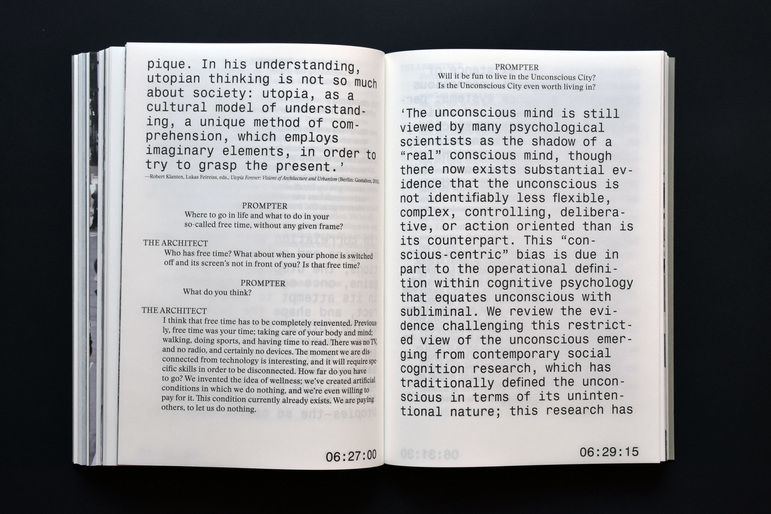 pique. In his understanding,
utopian thinking is not so much
about society: utopia, as a
cultural model of understand-
ing, a unique method of com-
prehension, which employs
imaginary elements, in order to
try to grasp the present.’
—Robert Klanten, Lukas Feireiss, eds., Utopia Forever: Visions of Architecture and Urbanism (Berlin: Gestalten,
PROMPTER
Where to go in life and what to do in your
so-called free time, without any given frame?
THE ARCHITECT
Who has free time? What about when your phone is switched
off and its screen’s not in front of you? Is that free time?
PROMPTER
What do you think?
THE ARCHITECT
I think that free time has to be completely reinvented. Previous-
ly, free time was your time; taking care of your body and mind;
walking, doing sports, and having time to read. There was no TV,
and no radio, and certainly no devices. The moment we are dis-
connected from technology is interesting, and it will require spe
cific skills in order to be disconnected. How far do you have
to go? We invented the idea of wellness; we’ve created artificial
conditions in which we do nothing, and we’re even willing to
pay for it. This condition currently already exists. We are paying
others, to let us do nothing.
06:27:00
PROMPTER
Will it be fun to live in the Unconscious City?
Is the Unconscious City even worth living in?
‘The unconscious mind is still
viewed by many psychological
scientists as the shadow of a
“real” conscious mind, though
there now exists substantial ev-
idence that the unconscious is
not identifiably less flexible,
complex, controlling, delibera-
tive, or action oriented than is
its counterpart. This “con-
scious-centric” bias is due in
part to the operational defini-
tion within cognitive psychology
that equates unconscious with
subliminal. We review the evi-
dence challenging this restrict-
ed view of the unconscious emer-
ging from contemporary social
cognition research, which has
traditionally defined the uncon-
scious in terms of its uninten-
tional nature; this research has
06:29:15